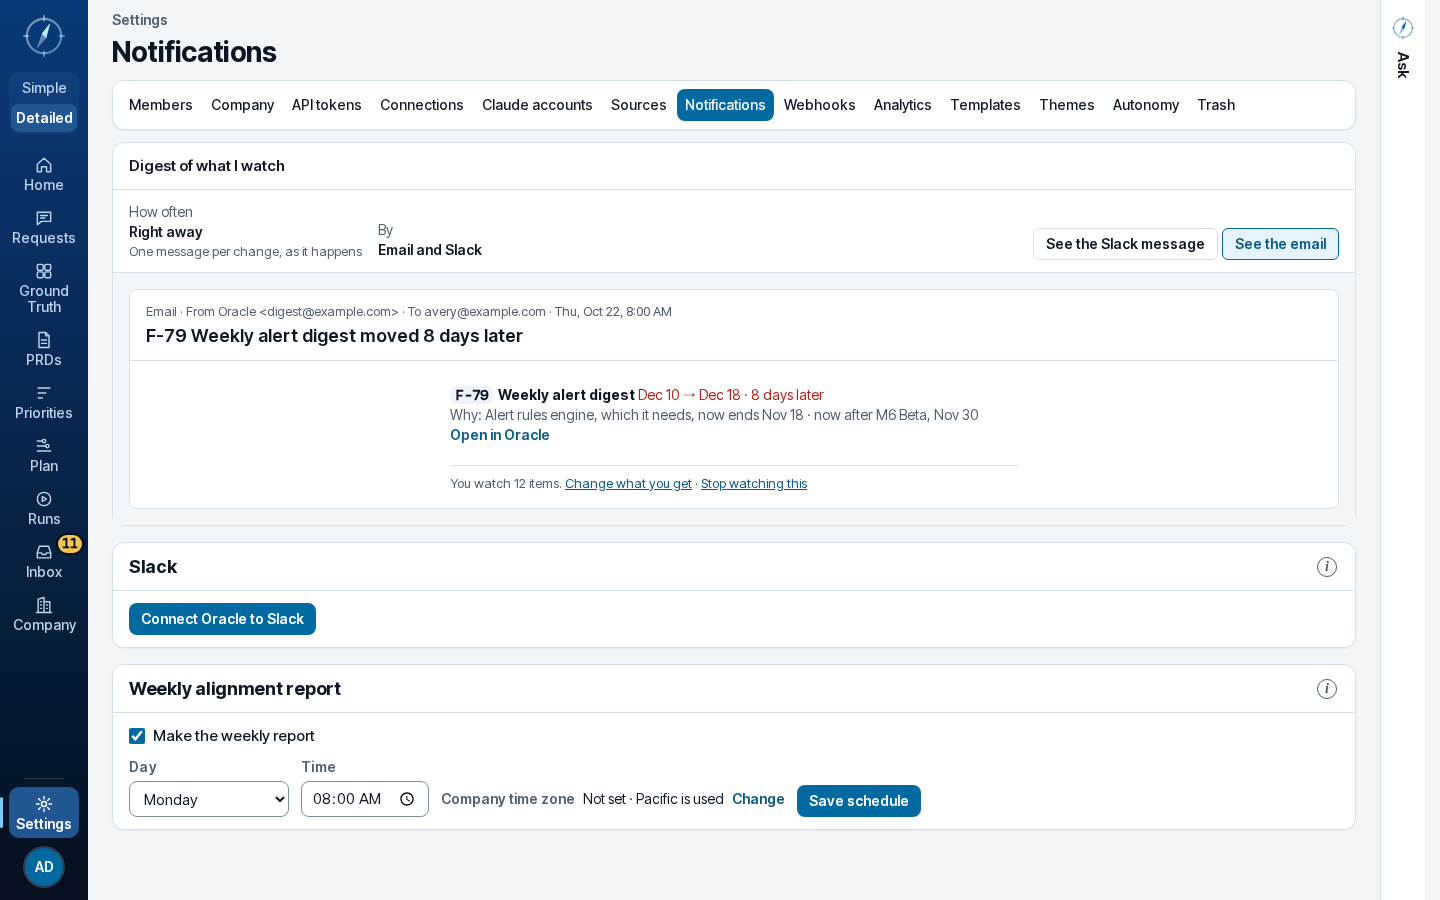 Settings
Notifications
Simple
Detailed
Home
Requests
Ground
Truth
PRDs
Priorities
Plan
Runs
11
Inbox
Company
Settings
AD
Members Company API tokens Connections Claude accounts Sources Notifications Webhooks Analytics Templates Themes Autonomy Trash
Digest of what I watch
How often
Right away
One message per change, as it happens
By
Email and Slack
See the Slack message
See the email
Email · From Oracle <digest@example.com> · To avery@example.com · Thu, Oct 22, 8:00 AM
F-79 Weekly alert digest moved 8 days later
F-79 Weekly alert digest Dec 10 → Dec 18 · 8 days later
Why: Alert rules engine, which it needs, now ends Nov 18 · now after M6 Beta, Nov 30
Open in Oracle
You watch 12 items. Change what you get · Stop watching this
Slack
i
Connect Oracle to Slack
Weekly alignment report
i
Make the weekly report
Day
Time
Monday
08:00 AM
Company time zone Not set · Pacific is used Change
Save schedule
Ask